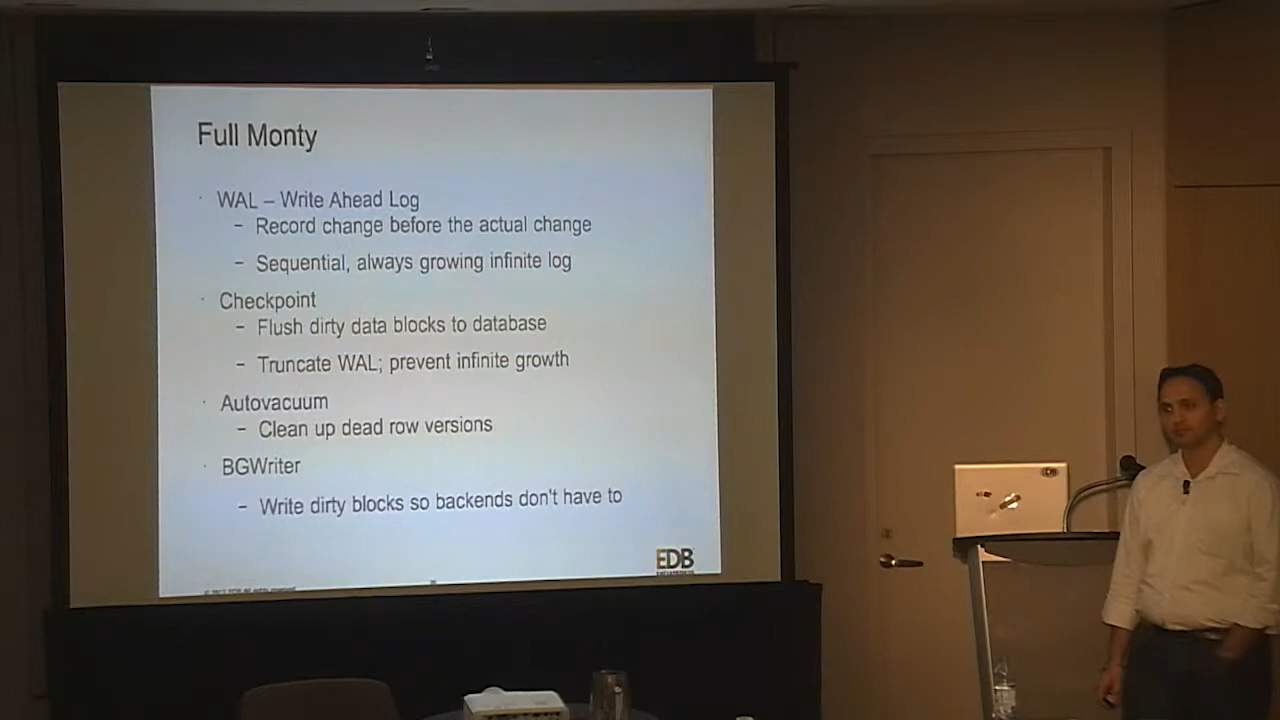 Full Monty
· WAL – Write Ahead Log
– Record change before the actual change
– Sequential, always growing infinite log
· Checkpoint
– Flush dirty data blocks to database
– Truncate WAL; prevent infinite growth
· Autovacuum
– Clean up dead row versions
· BGWriter
– Write dirty blocks so backends don't have to
EDB